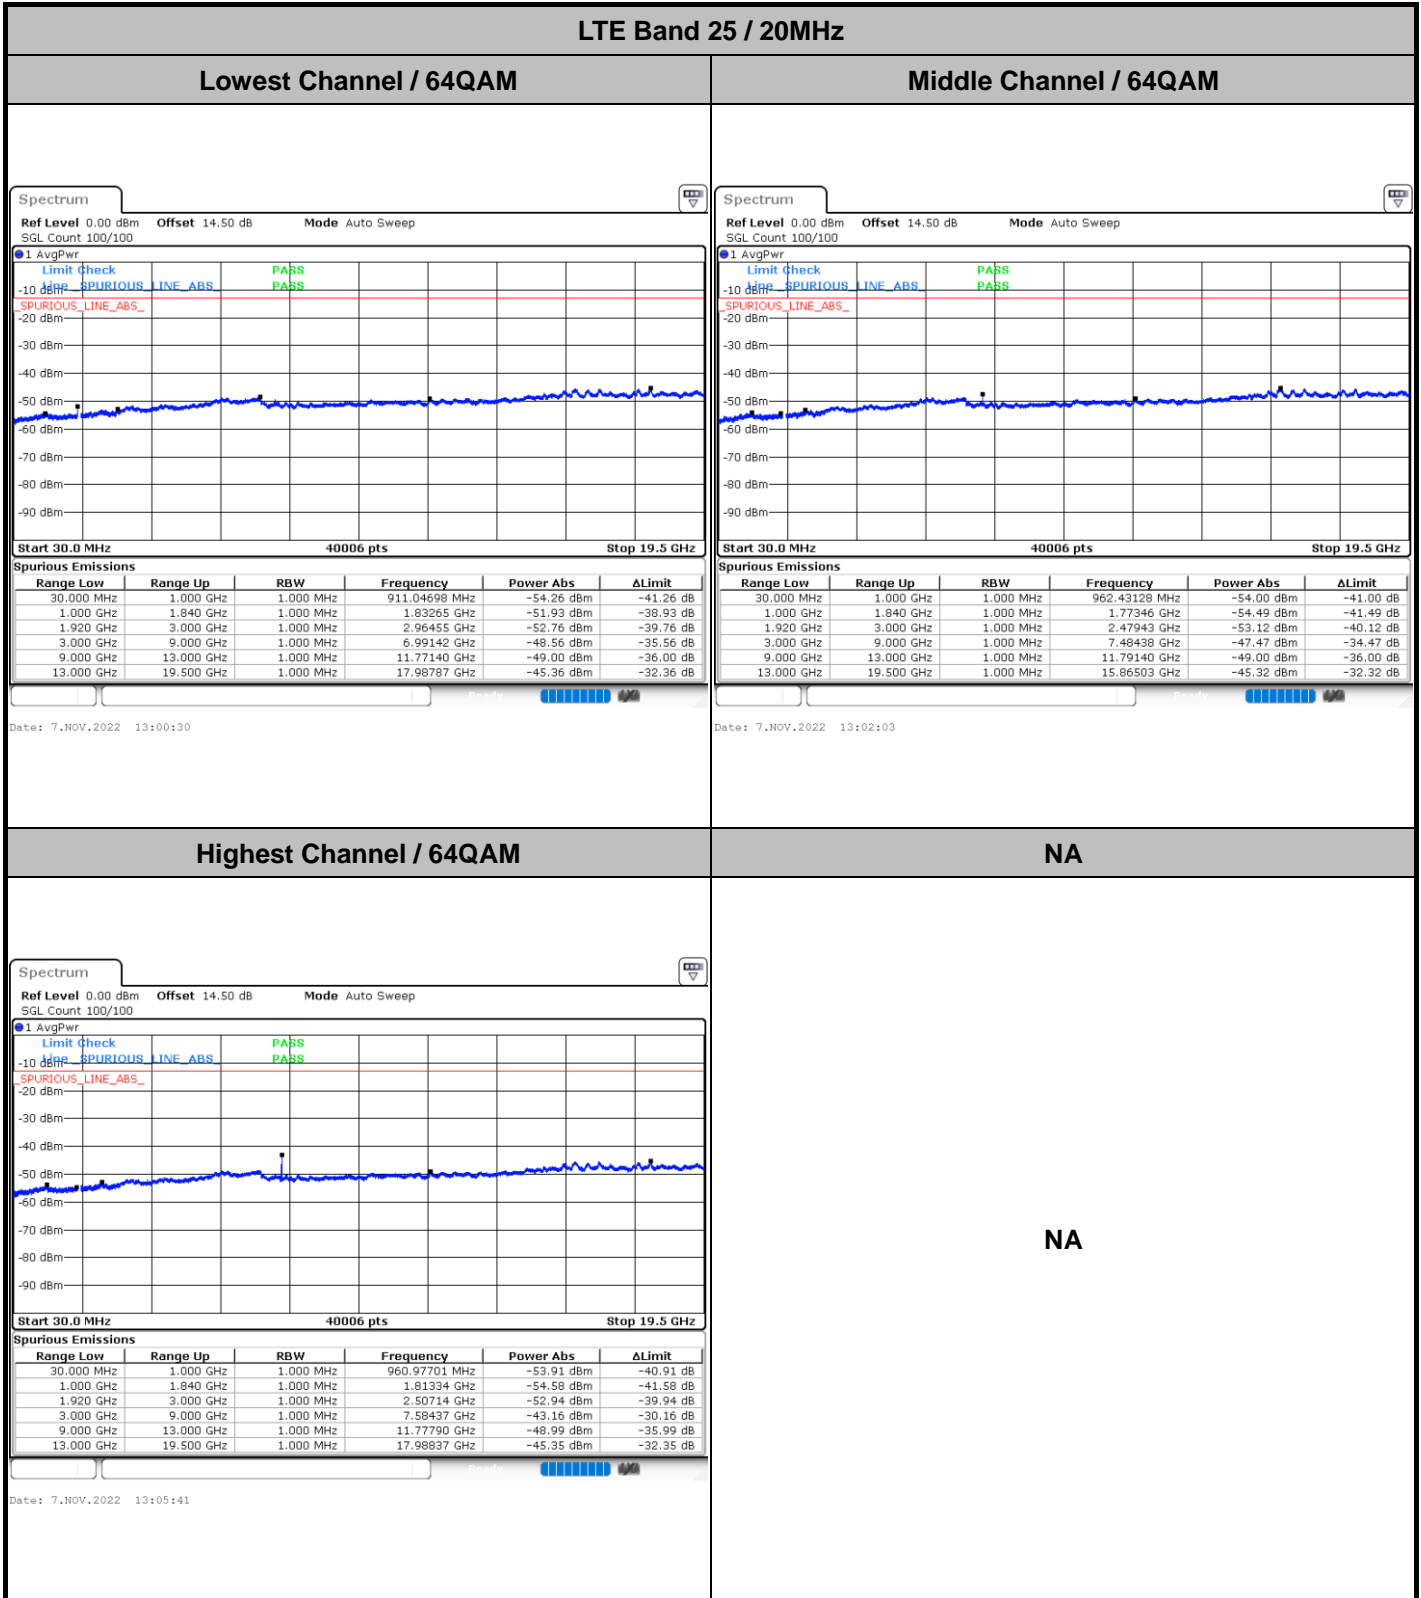 LTE Band 25 / 20MHz
Lowest Channel / 64QAM
Middle Channel / 64QAM
Spectrum
Ref Level 0.00 dBm Offset 14.50 dB Mode Auto Sweep
SGL Count 100/100
1 AvgPwr
Limit Check PASS
-10 dBm Line _SPURIOUS_LINE_ABS_ PASS
_SPURIOUS_LINE_ABS_
-20 dBm
-30 dBm
-40 dBm
-50 dBm
-60 dBm
-70 dBm
-80 dBm
-90 dBm
Start 30.0 MHz 40006 pts Stop 19.5 GHz
Spurious Emissions
Range Low Range Up RBW Frequency Power Abs ΔLimit
30.000 MHz 1.000 GHz 1.000 MHz 911.04698 MHz -54.26 dBm -41.26 dB
1.000 GHz 1.840 GHz 1.000 MHz 1.83265 GHz -51.93 dBm -38.93 dB
1.920 GHz 3.000 GHz 1.000 MHz 2.96455 GHz -52.76 dBm -39.76 dB
3.000 GHz 9.000 GHz 1.000 MHz 6.99142 GHz -48.56 dBm -35.56 dB
9.000 GHz 13.000 GHz 1.000 MHz 11.77140 GHz -49.00 dBm -36.00 dB
13.000 GHz 19.500 GHz 1.000 MHz 17.98787 GHz -45.36 dBm -32.36 dB
Ready
Date: 7.NOV.2022 13:00:30
Spectrum
Ref Level 0.00 dBm Offset 14.50 dB Mode Auto Sweep
SGL Count 100/100
1 AvgPwr
Limit Check PASS
-10 dBm Line _SPURIOUS_LINE_ABS_ PASS
_SPURIOUS_LINE_ABS_
-20 dBm
-30 dBm
-40 dBm
-50 dBm
-60 dBm
-70 dBm
-80 dBm
-90 dBm
Start 30.0 MHz 40006 pts Stop 19.5 GHz
Spurious Emissions
Range Low Range Up RBW Frequency Power Abs ΔLimit
30.000 MHz 1.000 GHz 1.000 MHz 962.43128 MHz -54.00 dBm -41.00 dB
1.000 GHz 1.840 GHz 1.000 MHz 1.77346 GHz -54.49 dBm -41.49 dB
1.920 GHz 3.000 GHz 1.000 MHz 2.47943 GHz -53.12 dBm -40.12 dB
3.000 GHz 9.000 GHz 1.000 MHz 7.48438 GHz -47.47 dBm -34.47 dB
9.000 GHz 13.000 GHz 1.000 MHz 11.79140 GHz -49.00 dBm -36.00 dB
13.000 GHz 19.500 GHz 1.000 MHz 15.86503 GHz -45.32 dBm -32.32 dB
Ready
Date: 7.NOV.2022 13:02:03
Highest Channel / 64QAM
NA
Spectrum
Ref Level 0.00 dBm Offset 14.50 dB Mode Auto Sweep
SGL Count 100/100
1 AvgPwr
Limit Check PASS
-10 dBm Line _SPURIOUS_LINE_ABS_ PASS
_SPURIOUS_LINE_ABS_
-20 dBm
-30 dBm
-40 dBm
-50 dBm
-60 dBm
-70 dBm
-80 dBm
-90 dBm
Start 30.0 MHz 40006 pts Stop 19.5 GHz
Spurious Emissions
Range Low Range Up RBW Frequency Power Abs ΔLimit
30.000 MHz 1.000 GHz 1.000 MHz 960.97701 MHz -53.91 dBm -40.91 dB
1.000 GHz 1.840 GHz 1.000 MHz 1.81334 GHz -54.58 dBm -41.58 dB
1.920 GHz 3.000 GHz 1.000 MHz 2.50714 GHz -52.94 dBm -39.94 dB
3.000 GHz 9.000 GHz 1.000 MHz 7.58437 GHz -43.16 dBm -30.16 dB
9.000 GHz 13.000 GHz 1.000 MHz 11.77790 GHz -48.99 dBm -35.99 dB
13.000 GHz 19.500 GHz 1.000 MHz 17.98837 GHz -45.35 dBm -32.35 dB
Ready
Date: 7.NOV.2022 13:05:41
NA